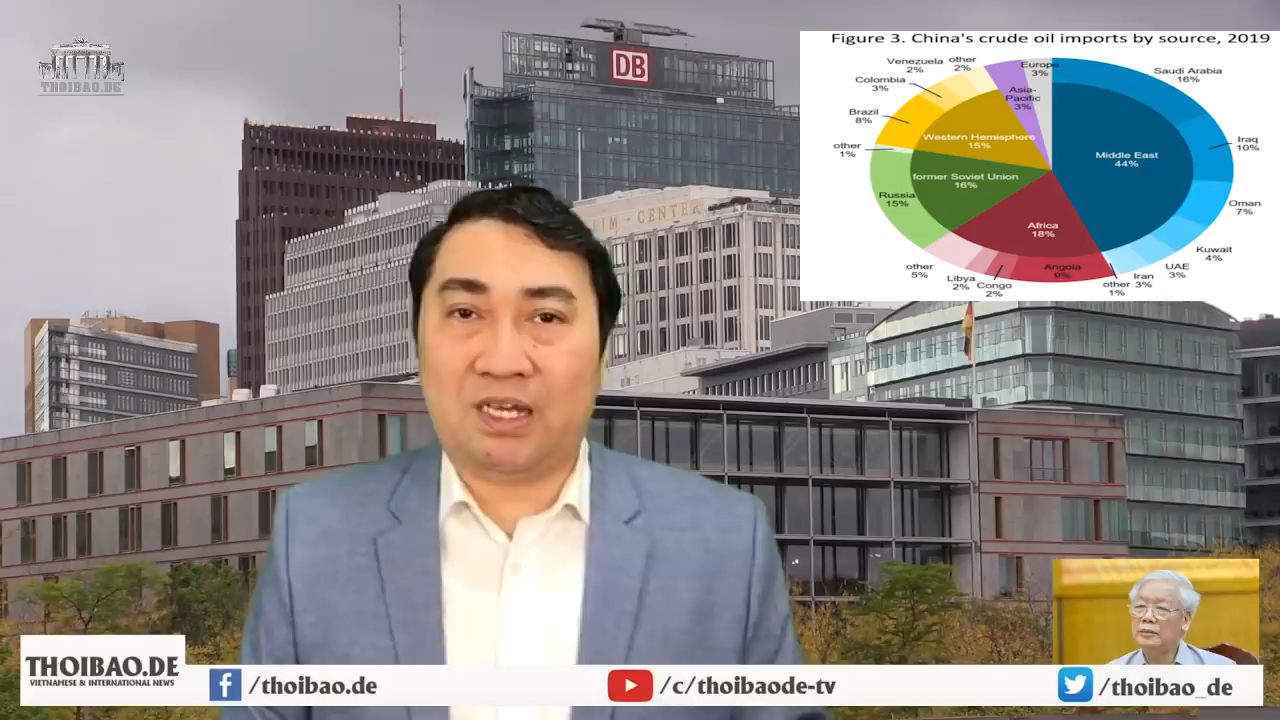 THOIBAO.DE
DB
IM - CENTER
Figure 3. China's crude oil imports by source, 2019
Venezuela
2%
other
2%
Europe
3%
Colombia
3%
Asia-
Pacific
3%
Saudi Arabia
16%
Brazil
8%
Western Hemisphere
15%
other
1%
Middle East
44%
Iraq
10%
former Soviet Union
16%
Russia
15%
Oman
7%
Africa
18%
Kuwait
4%
other
5%
Libya
2%
Congo
2%
Angola
9%
other
1%
Iran
3%
UAE
3%
THOIBAO.DE
VIETNAMESE & INTERNATIONAL NEWS
/thoibao.de
/c/thoibaode-tv
/thoibao_de